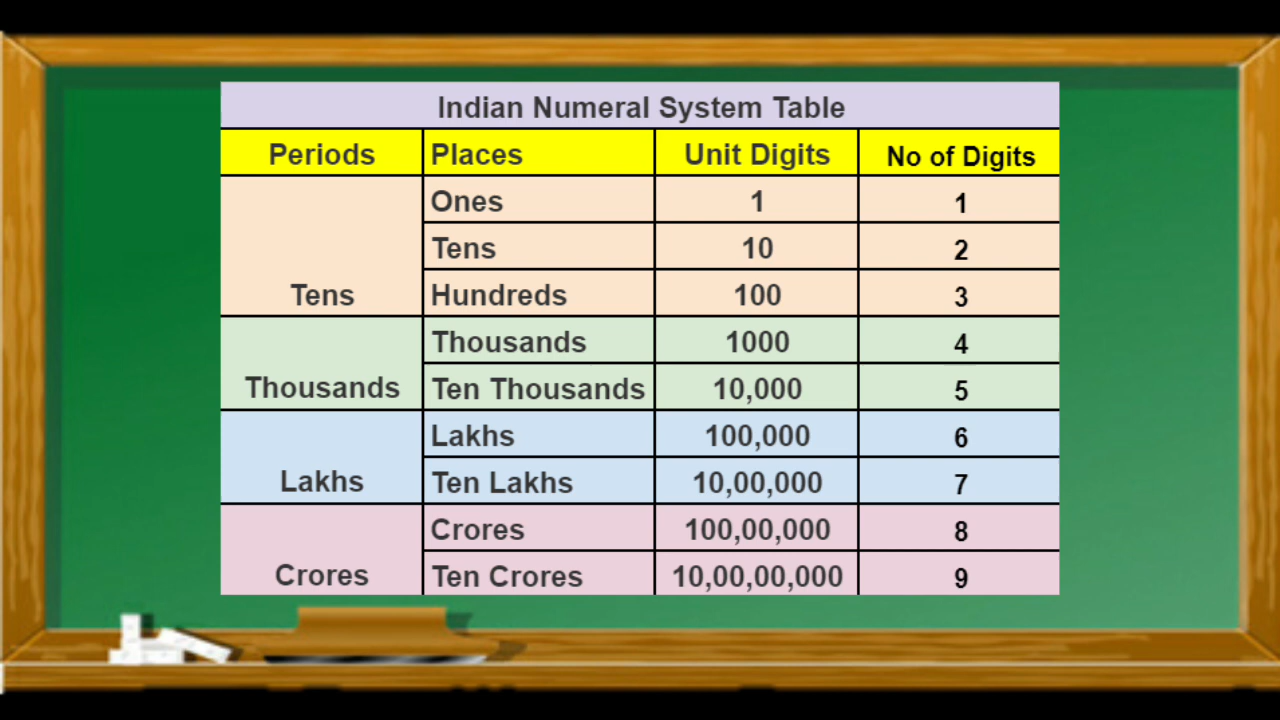 Indian Numeral System Table
Periods Places Unit Digits No of Digits
Ones 1 1
Tens 10 2
Tens Hundreds 100 3
Thousands 1000 4
Thousands Ten Thousands 10,000 5
Lakhs 100,000 6
Lakhs Ten Lakhs 10,00,000 7
Crores 100,00,000 8
Crores Ten Crores 10,00,00,000 9